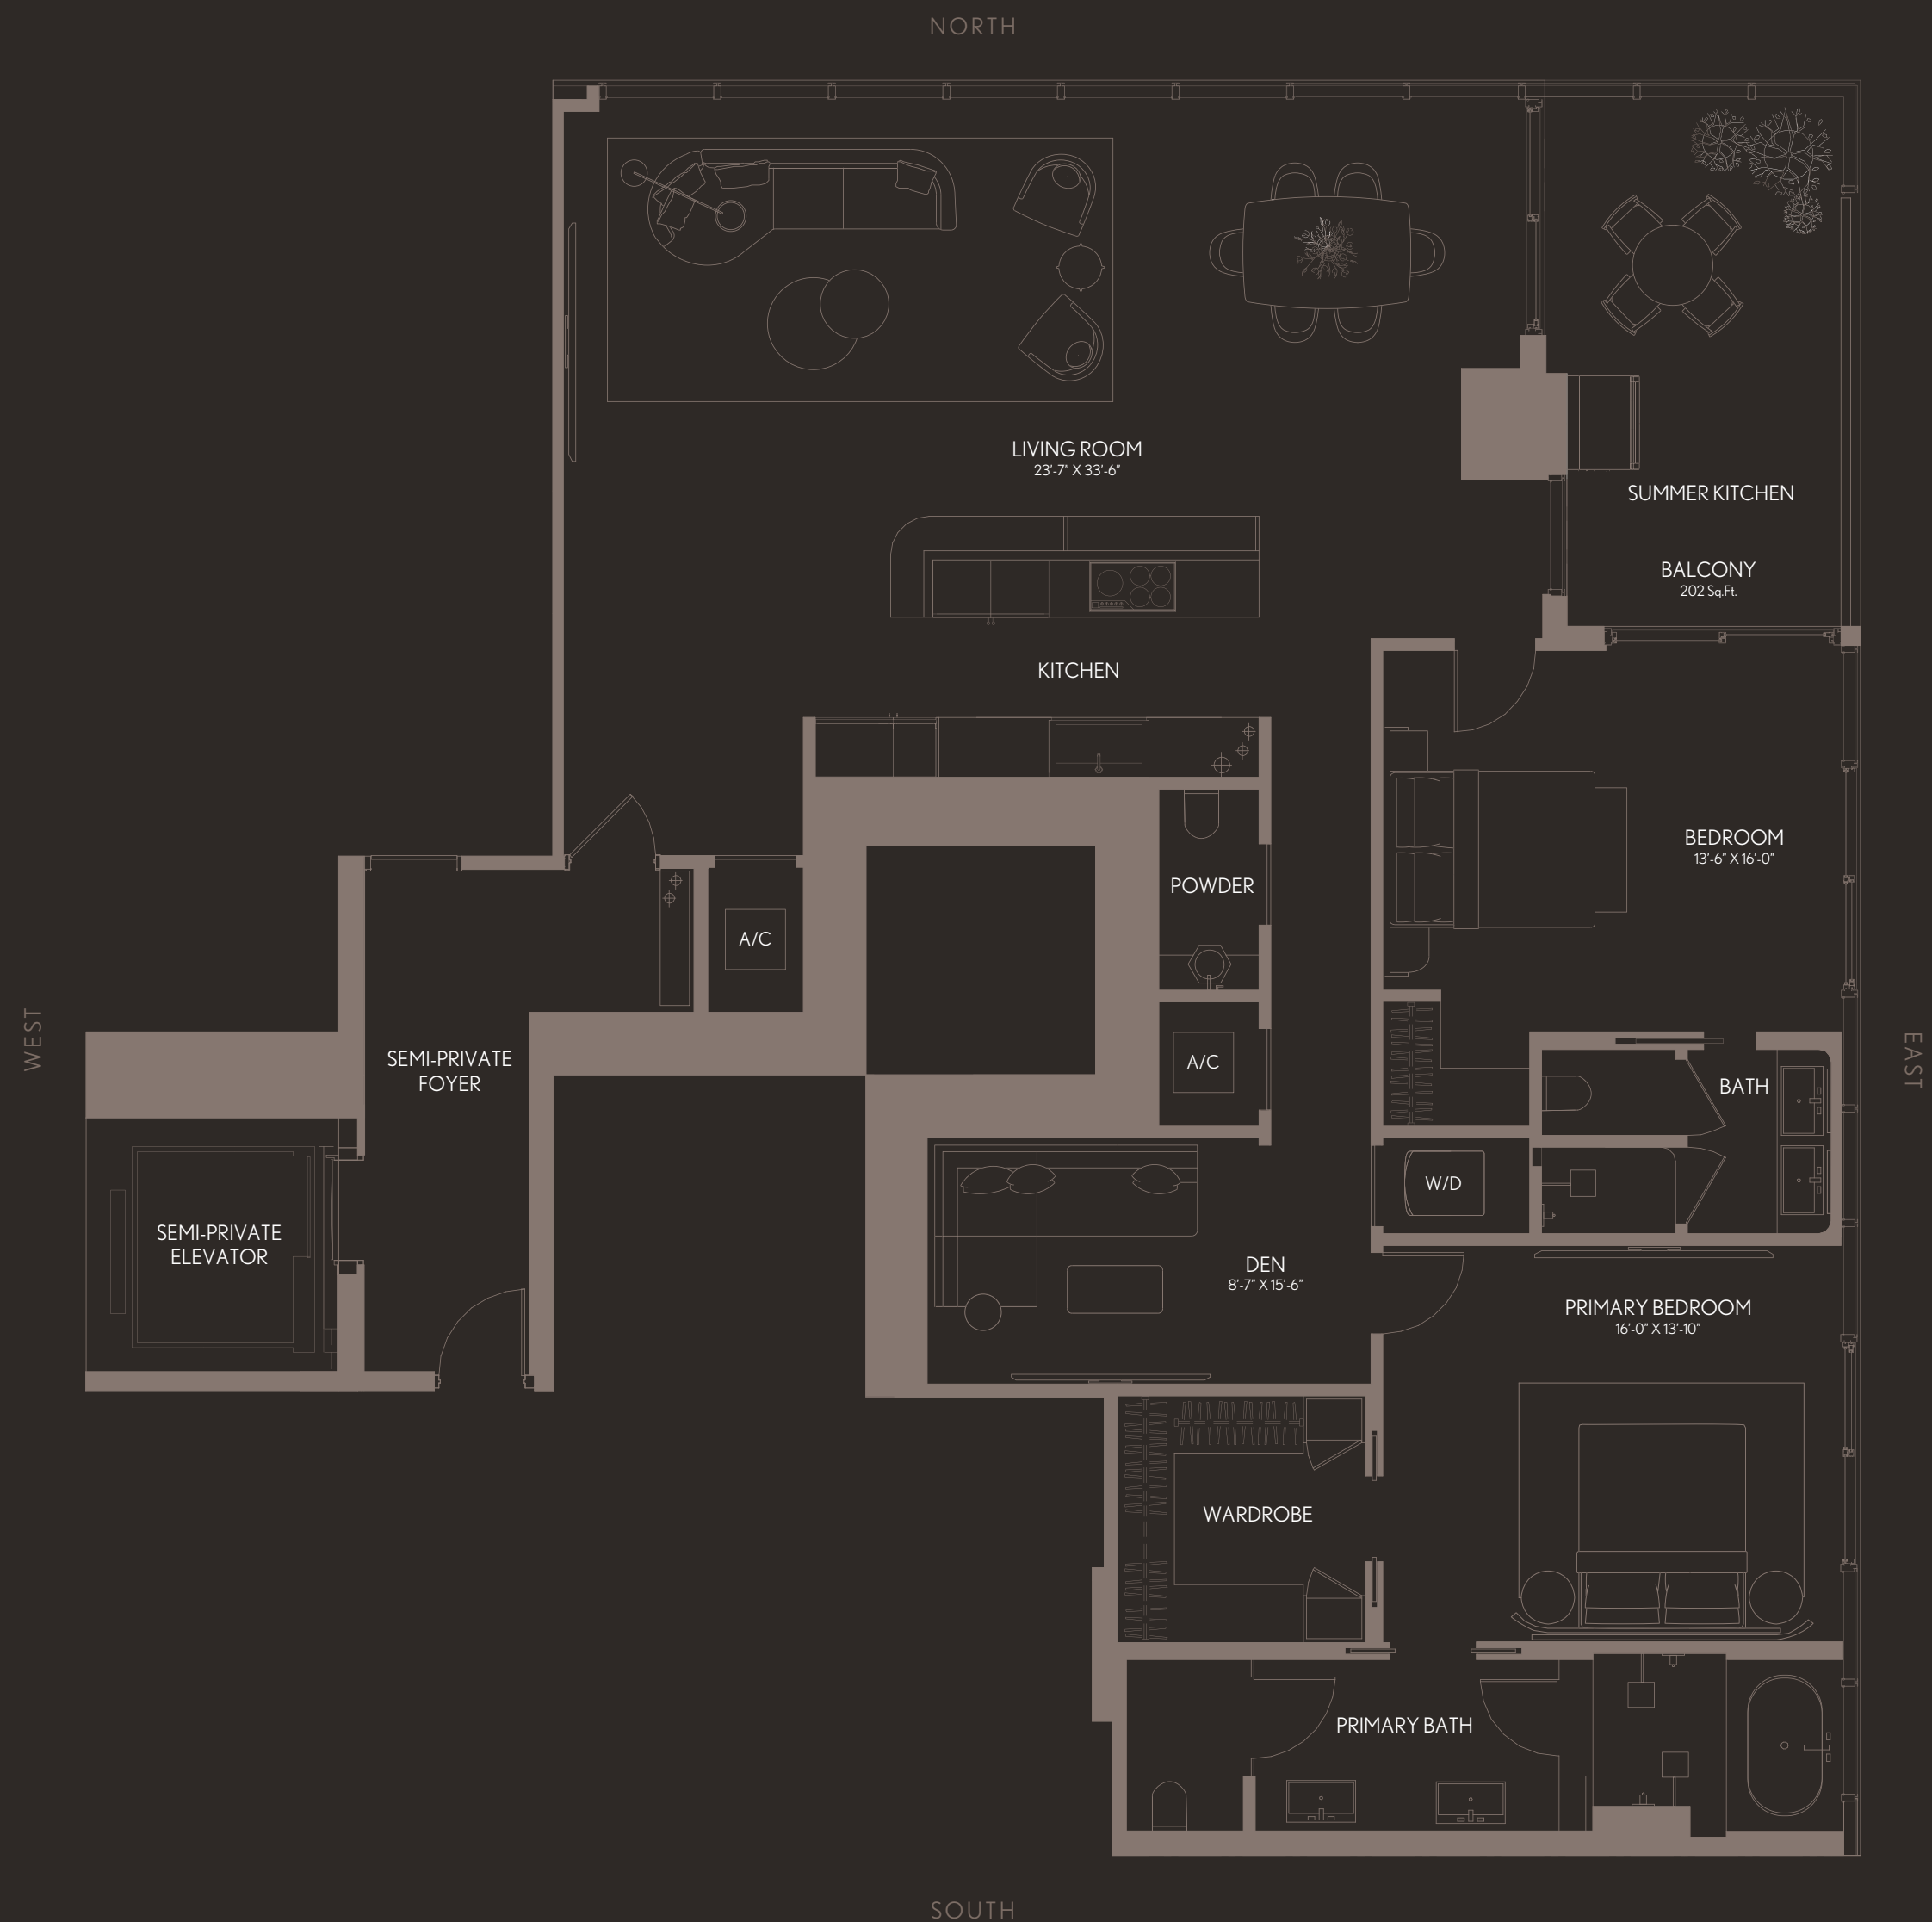 NORTH
LIVING ROOM
23'-7" X 33'-6"
SUMMER KITCHEN
BALCONY
202 Sq.Ft.
KITCHEN
BEDROOM
13'-6" X 16'-0"
POWDER
A/C
WEST
EAST
SEMI-PRIVATE
FOYER
A/C
BATH
W/D
SEMI-PRIVATE
ELEVATOR
DEN
8'-7" X 15'-6"
PRIMARY BEDROOM
16'-0" X 13'-10"
WARDROBE
PRIMARY BATH
SOUTH